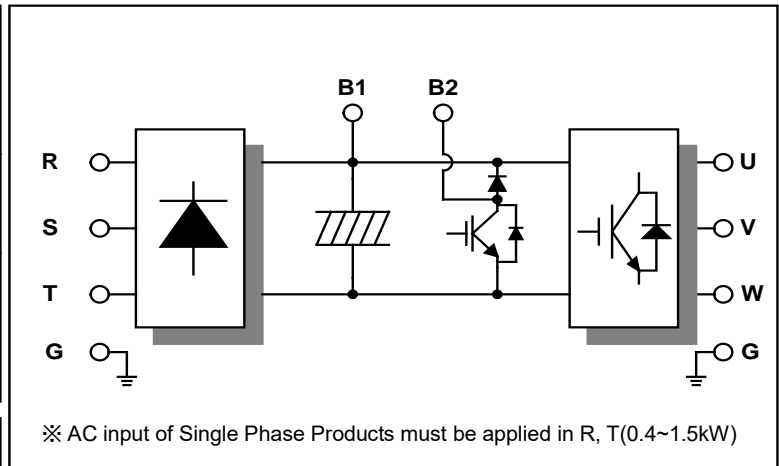 B1 B2
R U
S V
T W
G G
※ AC input of Single Phase Products must be applied in R, T(0.4~1.5kW)